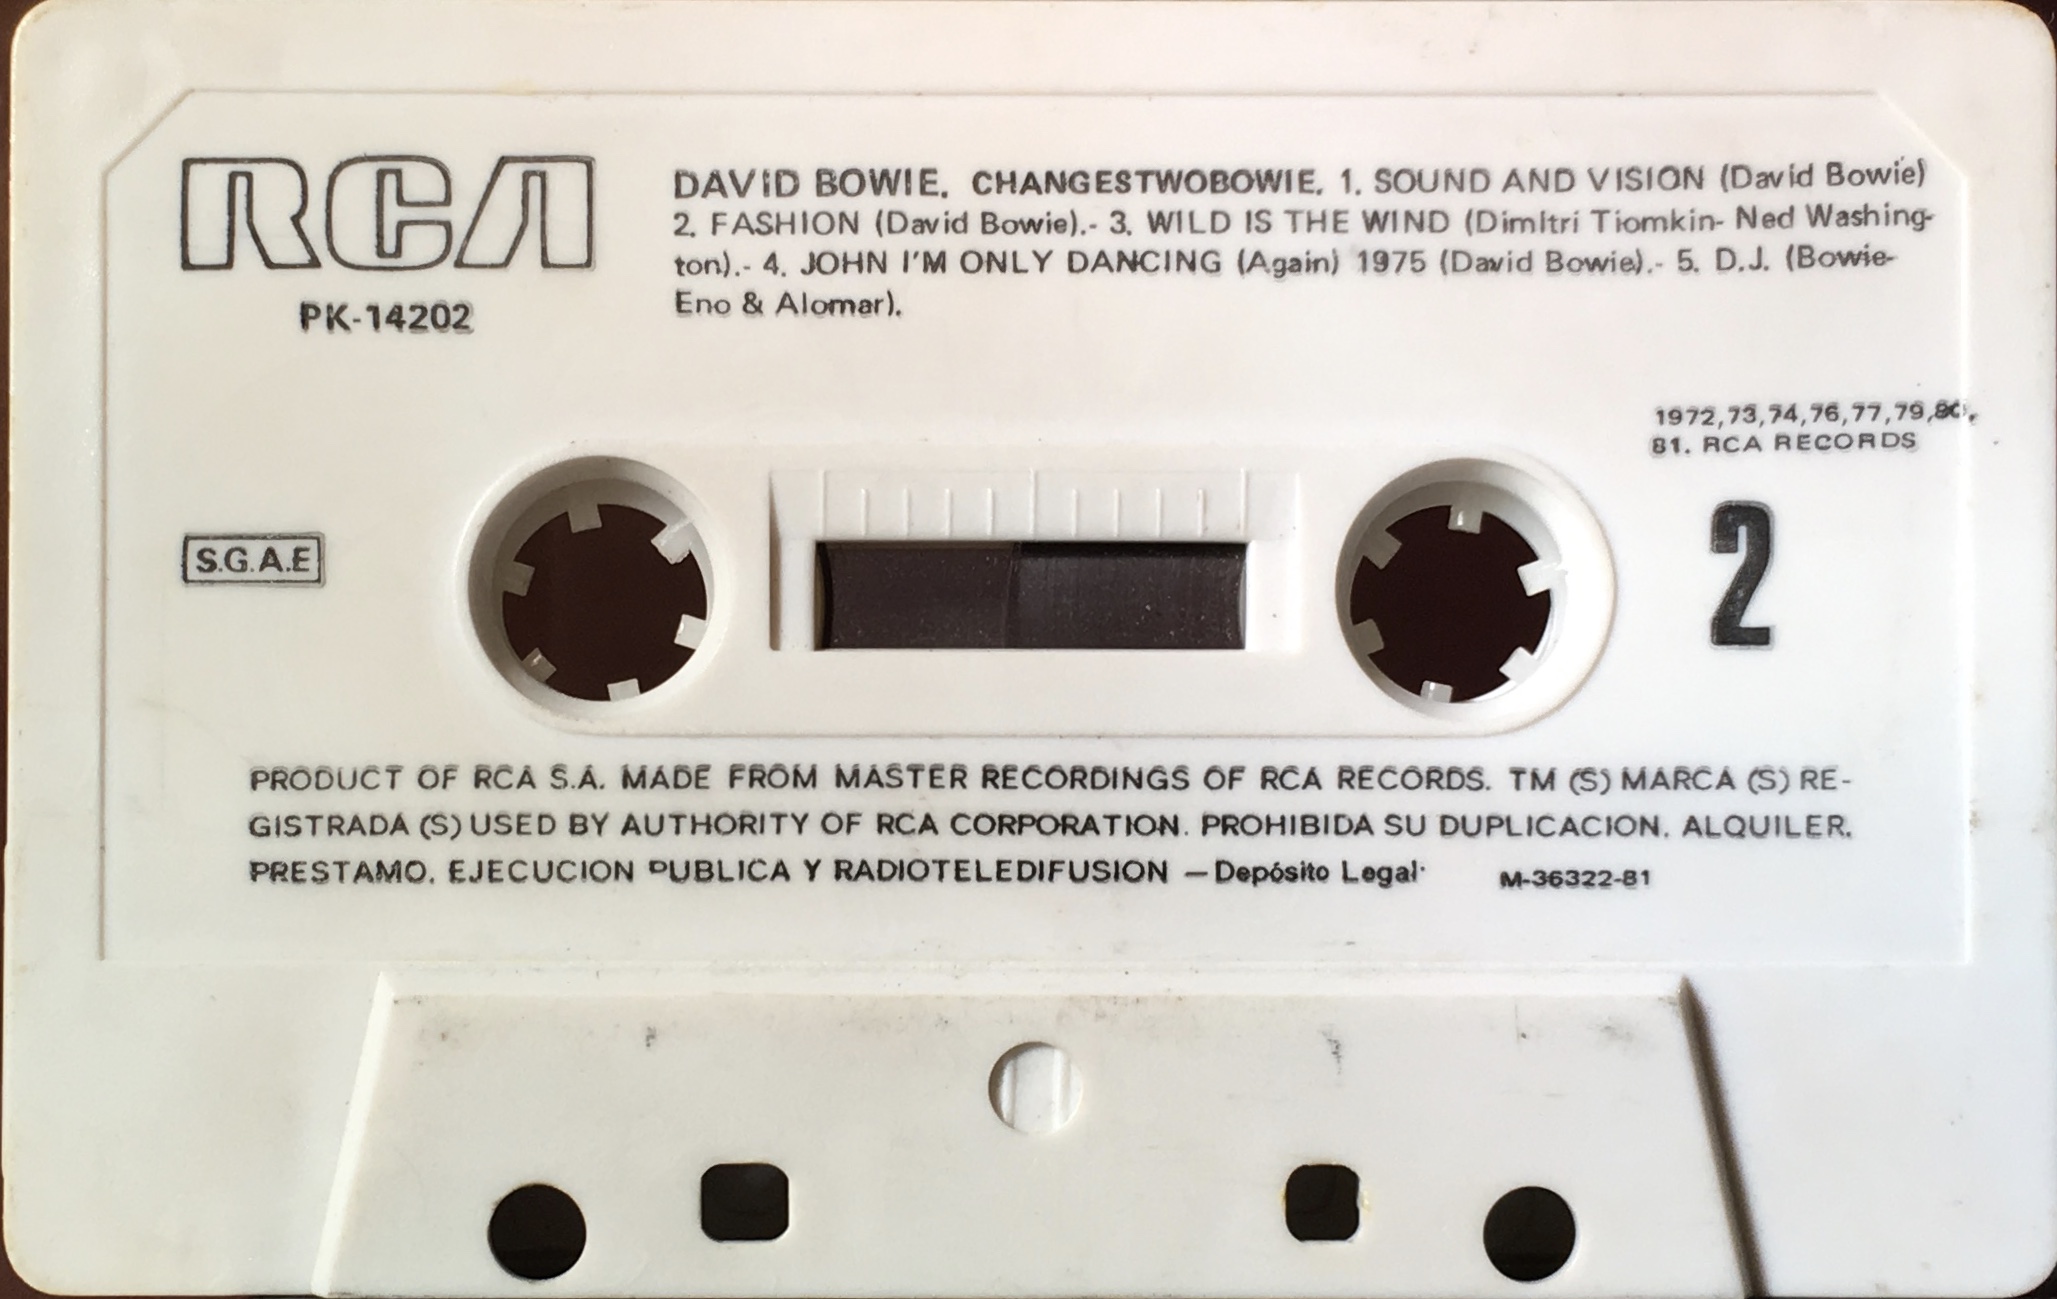 RCA
PK-14202
DAVID BOWIE. CHANGESTWOBOWIE. 1. SOUND AND VISION (David Bowie)
2. FASHION (David Bowie).- 3. WILD IS THE WIND (Dimitri Tiomkin- Ned Washing-
ton).- 4. JOHN I'M ONLY DANCING (Again) 1975 (David Bowie).- 5. D.J. (Bowie-
Eno & Alomar).
1972,73,74,76,77,79,80,
81. RCA RECORDS
S.G.A.E
2
PRODUCT OF RCA S.A. MADE FROM MASTER RECORDINGS OF RCA RECORDS. TM (S) MARCA (S) RE-
GISTRADA (S) USED BY AUTHORITY OF RCA CORPORATION. PROHIBIDA SU DUPLICACION. ALQUILER.
PRESTAMO. EJECUCION PUBLICA Y RADIOTELEDIFUSION — Depósito Legal· M-36322-81